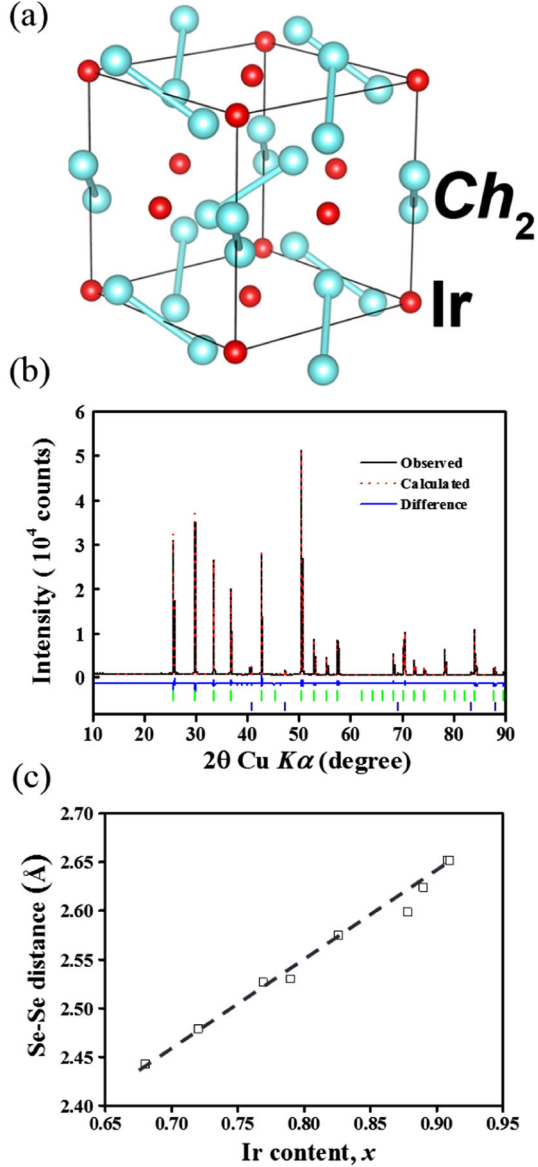 (a)
Ch2
Ir
(b)
6
5
4
3
2
1
0
Intensity ( 10^4 counts)
Observed
Calculated
Difference
10 20 30 40 50 60 70 80 90
2θ Cu Kα (degree)
(c)
2.70
2.65
2.60
2.55
2.50
2.45
2.40
Se-Se distance (Å)
0.65 0.70 0.75 0.80 0.85 0.90 0.95
Ir content, x